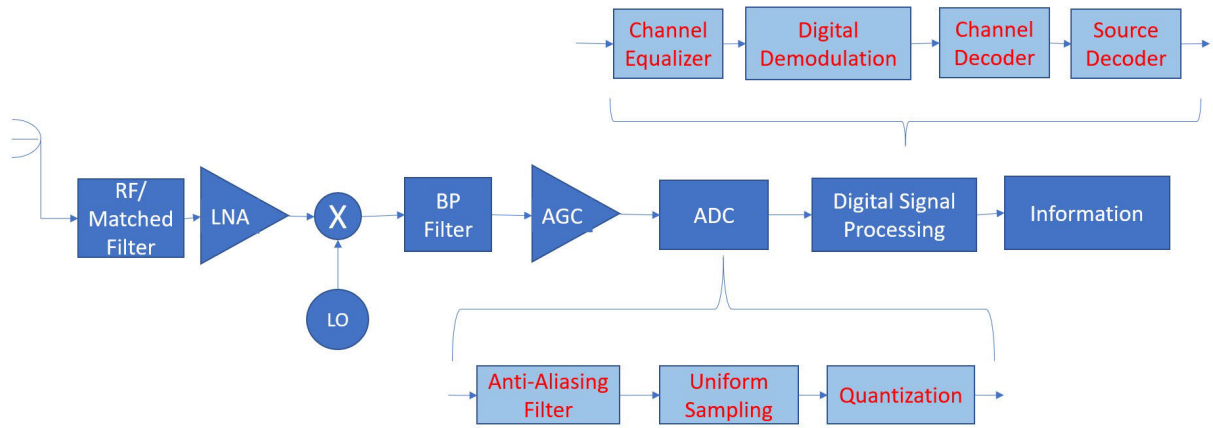 Channel
Equalizer
Digital
Demodulation
Channel
Decoder
Source
Decoder
RF/
Matched
Filter
LNA
X
LO
BP
Filter
AGC
ADC
Digital Signal
Processing
Information
Anti-Aliasing
Filter
Uniform
Sampling
Quantization